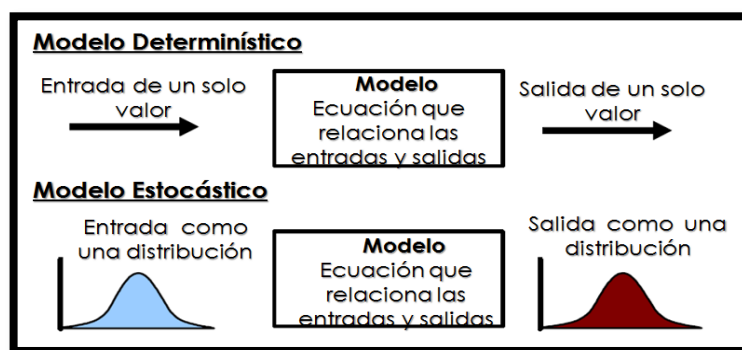 Modelo Determinístico
Entrada de un solo
valor
Modelo
Ecuación que
relaciona las
entradas y salidas
Salida de un solo
valor
Modelo Estocástico
Entrada como
una distribución
Modelo
Ecuación que
relaciona las
entradas y salidas
Salida como una
distribución